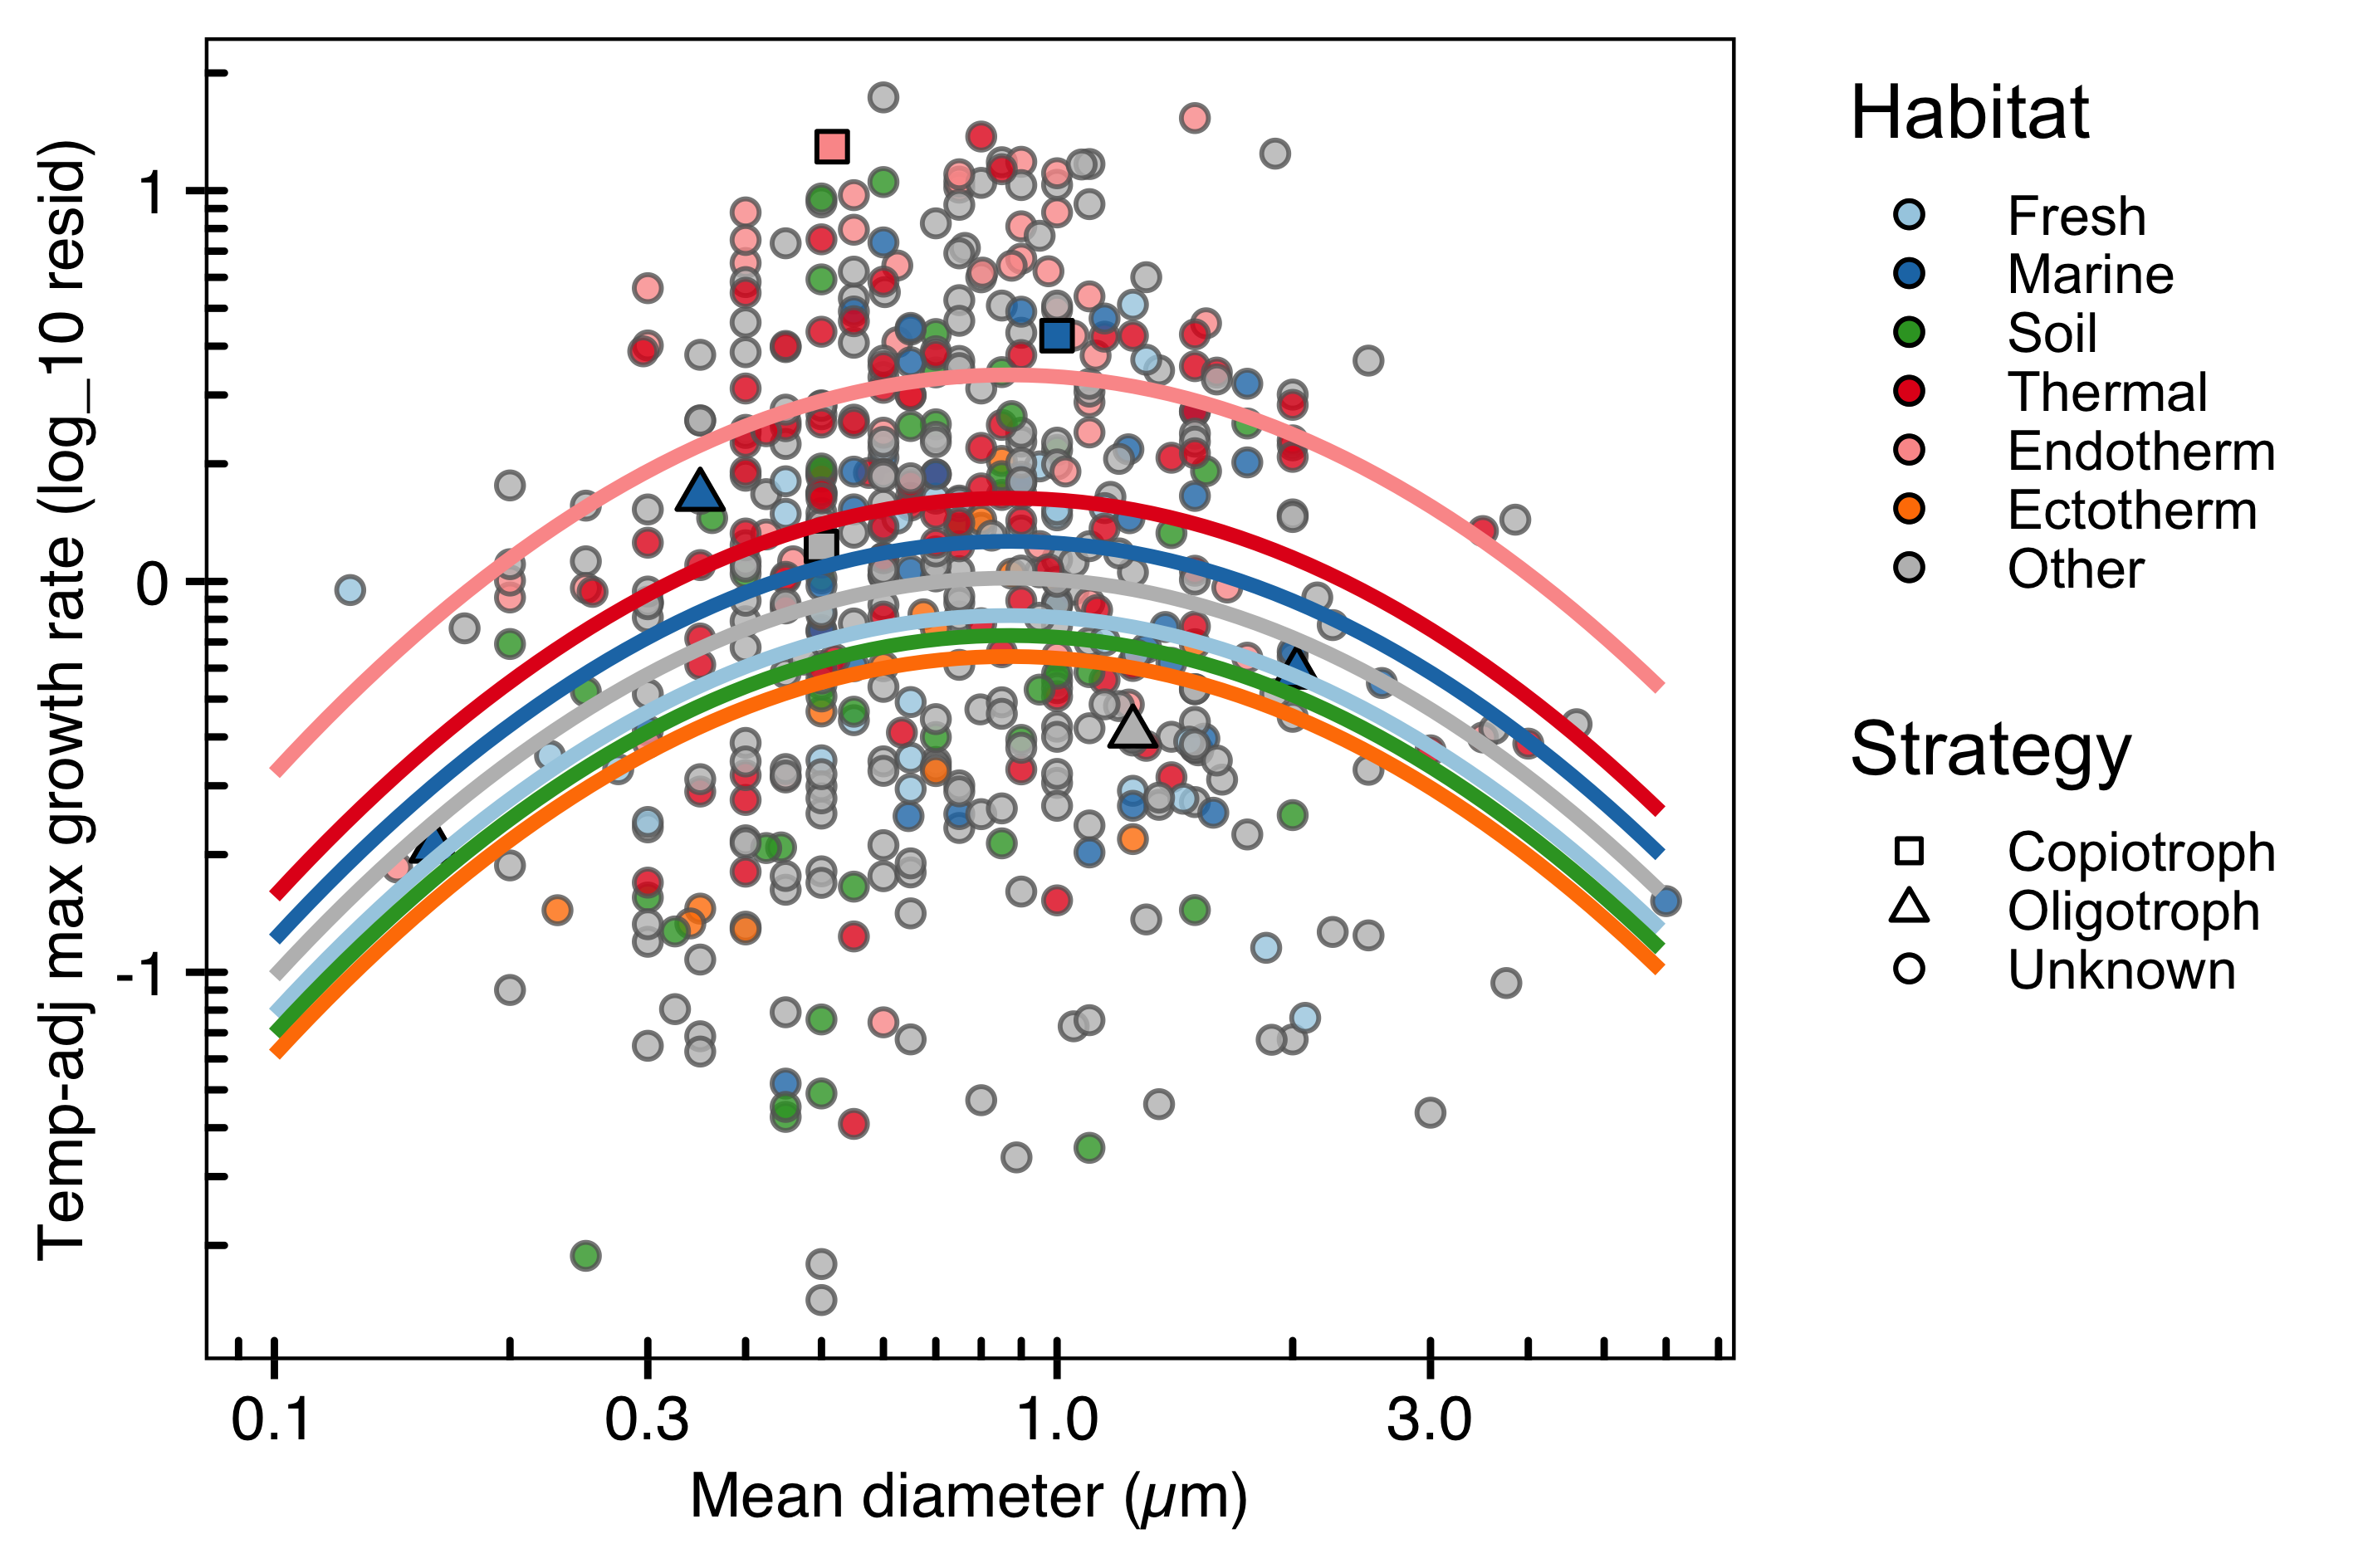 Temp-adj max growth rate (log_10 resid)
1
0
-1
0.1
0.3
1.0
3.0
Mean diameter (µm)
Habitat
Fresh
Marine
Soil
Thermal
Endotherm
Ectotherm
Other
Strategy
Copiotroph
Oligotroph
Unknown